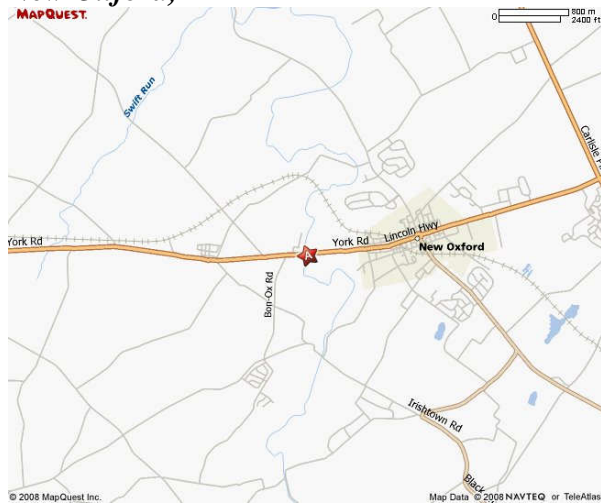 MAPQUEST.
0
800 m
2400 ft
Swift Run
Carlisle
York Rd
York Rd
Lincoln Hwy
New Oxford
A
Bon-Ox Rd
Irishtown Rd
Black
© 2008 MapQuest Inc.
Map Data © 2008 NAVTEQ or TeleAtlas